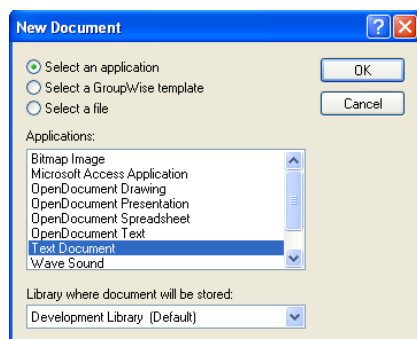 New Document
Select an application
OK
Select a GroupWise template
Select a file
Cancel
Applications:
Bitmap Image
Microsoft Access Application
OpenDocument Drawing
OpenDocument Presentation
OpenDocument Spreadsheet
OpenDocument Text
Text Document
Wave Sound
Library where document will be stored:
Development Library (Default)